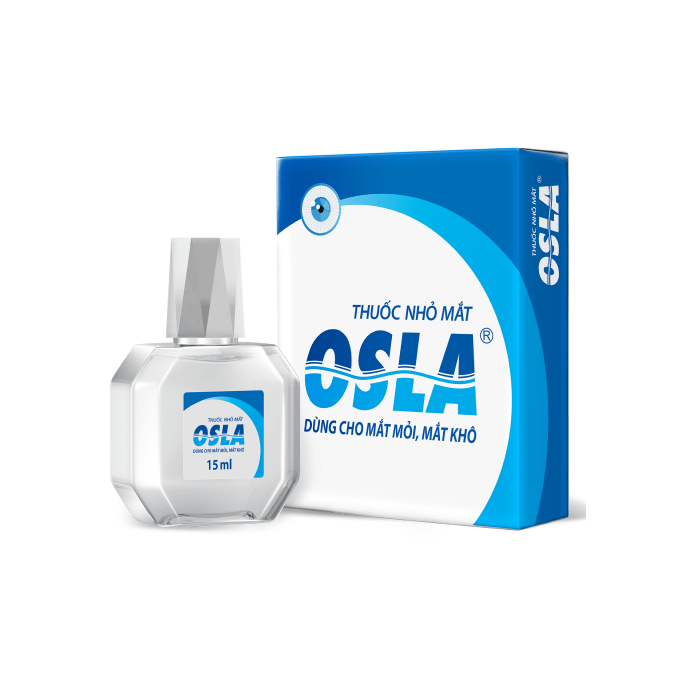 THUỐC NHỎ MẮT
OSLA®
DÙNG CHO MẮT MỎI, MẮT KHÔ
THUỐC NHỎ MẮT
OSLA®
THUỐC NHỎ MẮT
OSLA
DÙNG CHO MẮT MỎI, MẮT KHÔ
15 ml